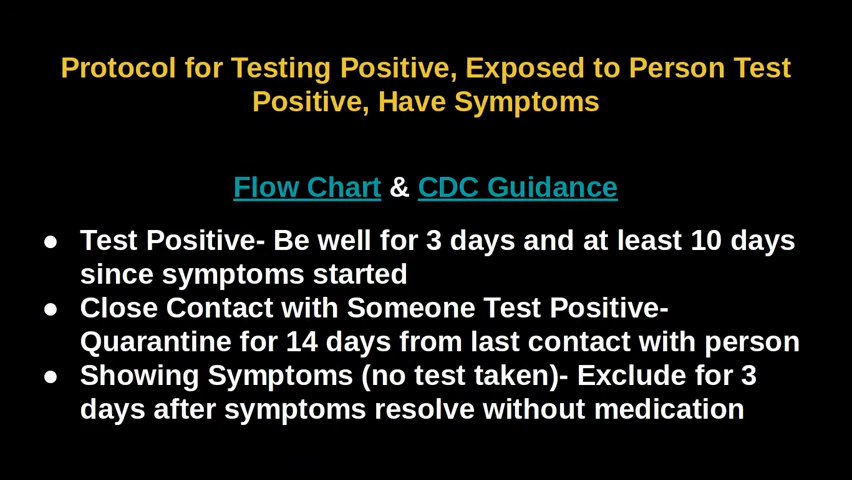 Protocol for Testing Positive, Exposed to Person Test
Positive, Have Symptoms
Flow Chart & CDC Guidance
● Test Positive- Be well for 3 days and at least 10 days
since symptoms started
● Close Contact with Someone Test Positive-
Quarantine for 14 days from last contact with person
● Showing Symptoms (no test taken)- Exclude for 3
days after symptoms resolve without medication